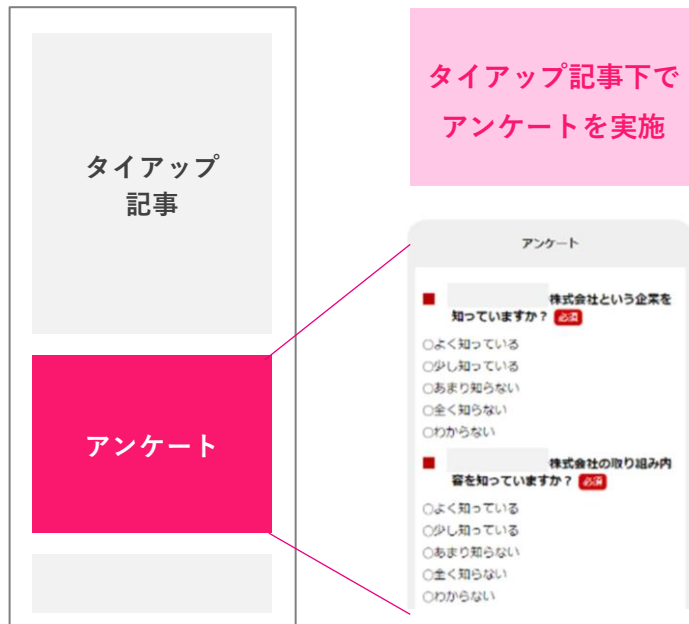 タイアップ
記事
アンケート
タイアップ記事下で
アンケートを実施
アンケート
株式会社という企業を
知っていますか？ 必須
○よく知っている
○少し知っている
○あまり知らない
○全く知らない
○わからない
株式会社の取り組み内
容を知っていますか？ 必須
○よく知っている
○少し知っている
○あまり知らない
○全く知らない
○わからない